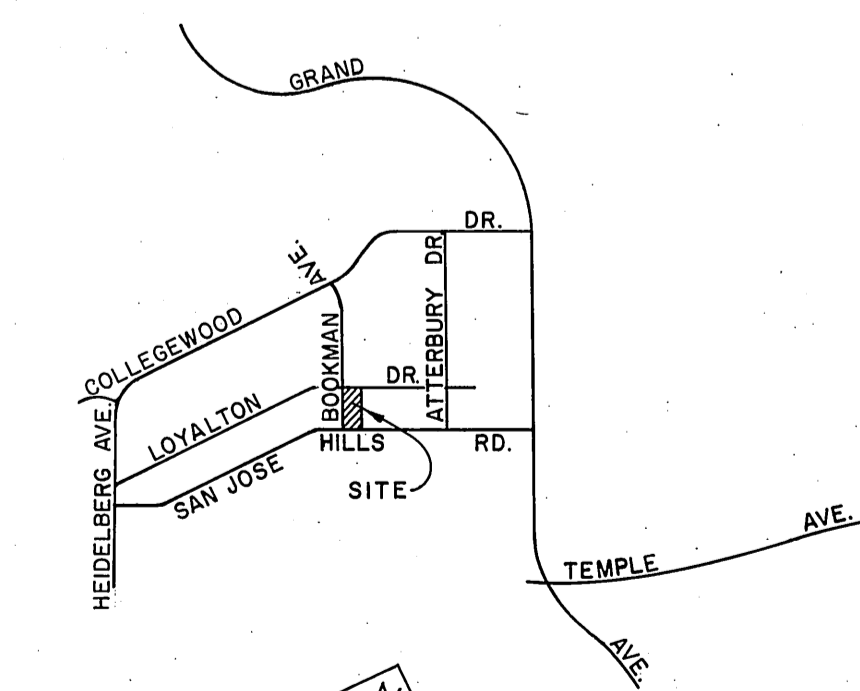 GRAND
DR.
AVE.
COLLEGEWOOD
BOOKMAN
ATTERBURY DR.
DR.
LOYALTON
HEIDELBERG AVE.
SAN JOSE
HILLS
RD.
SITE
TEMPLE
AVE.
AVE.